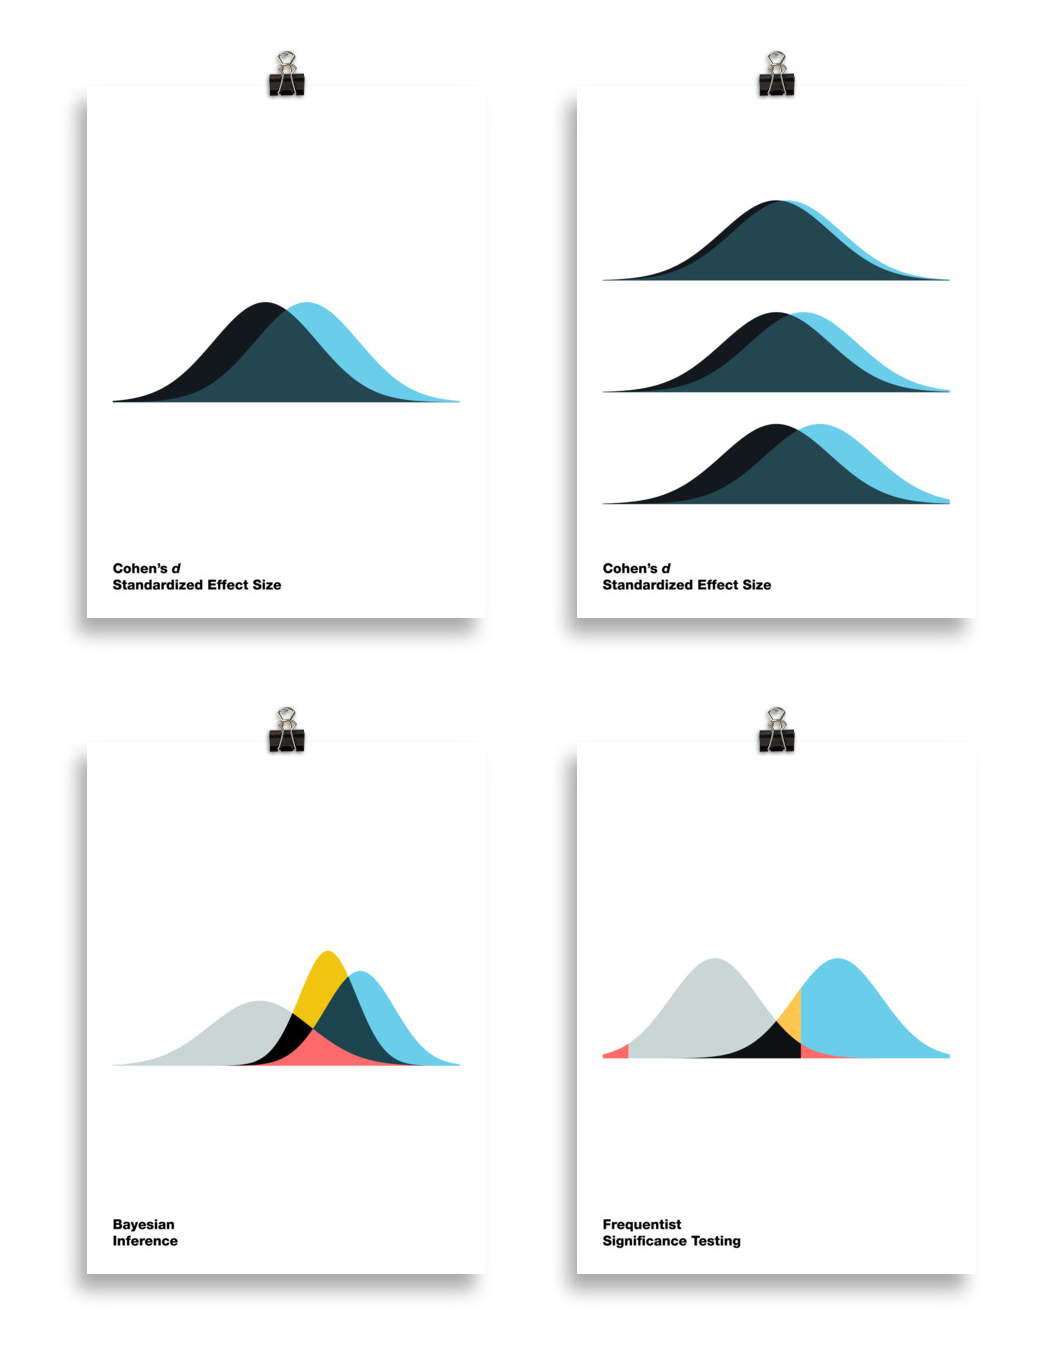 Cohen’s d
Standardized Effect Size
Cohen’s d
Standardized Effect Size
Bayesian
Inference
Frequentist
Significance Testing